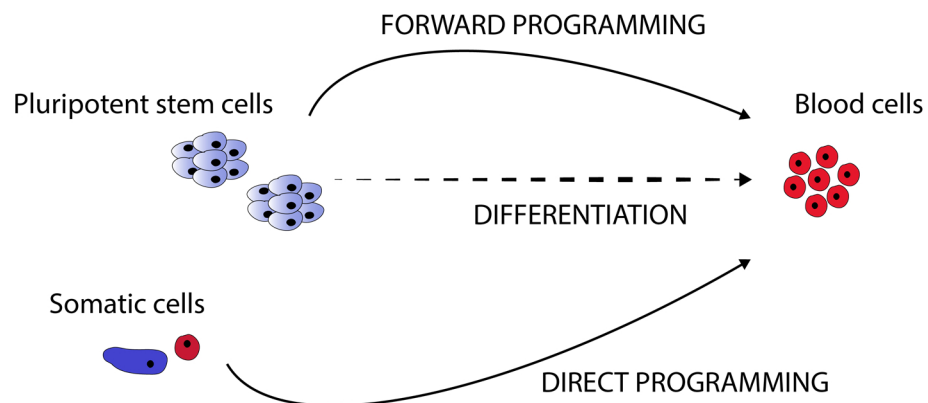 FORWARD PROGRAMMING
Pluripotent stem cells
Blood cells
DIFFERENTIATION
Somatic cells
DIRECT PROGRAMMING